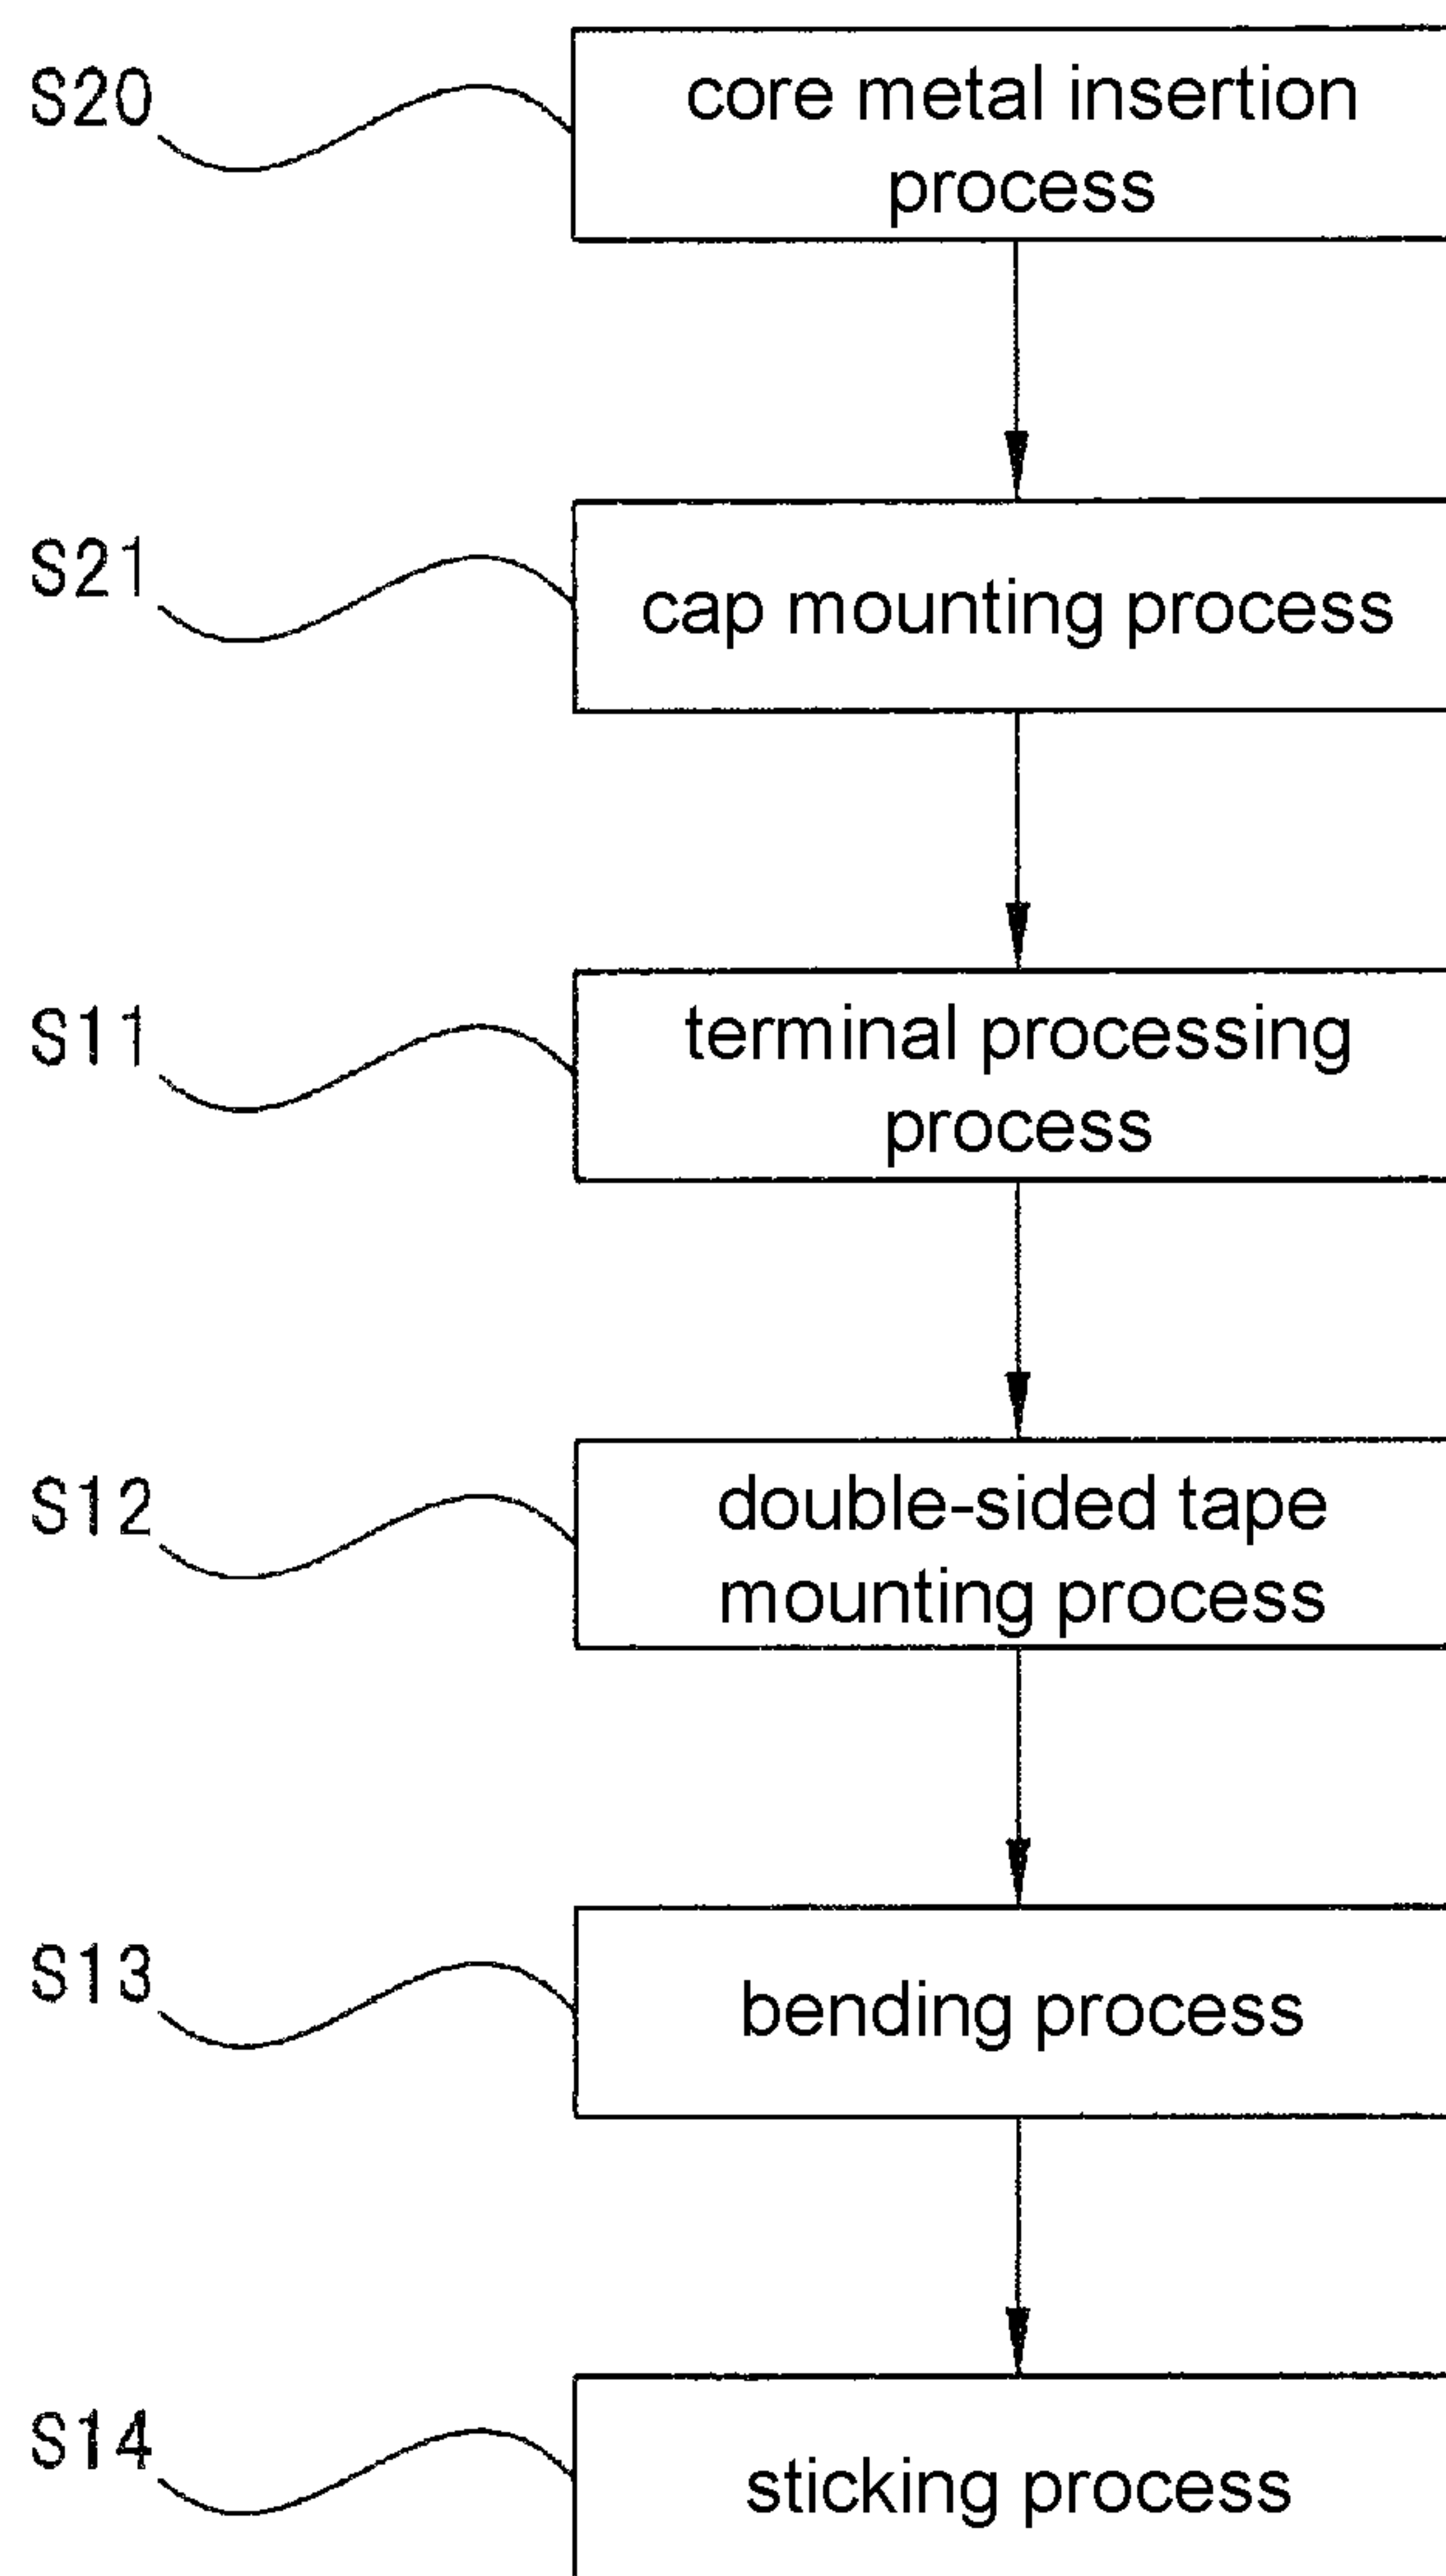 S20
core metal insertion
process
S21
cap mounting process
S11
terminal processing
process
S12
double-sided tape
mounting process
S13
bending process
S14
sticking process